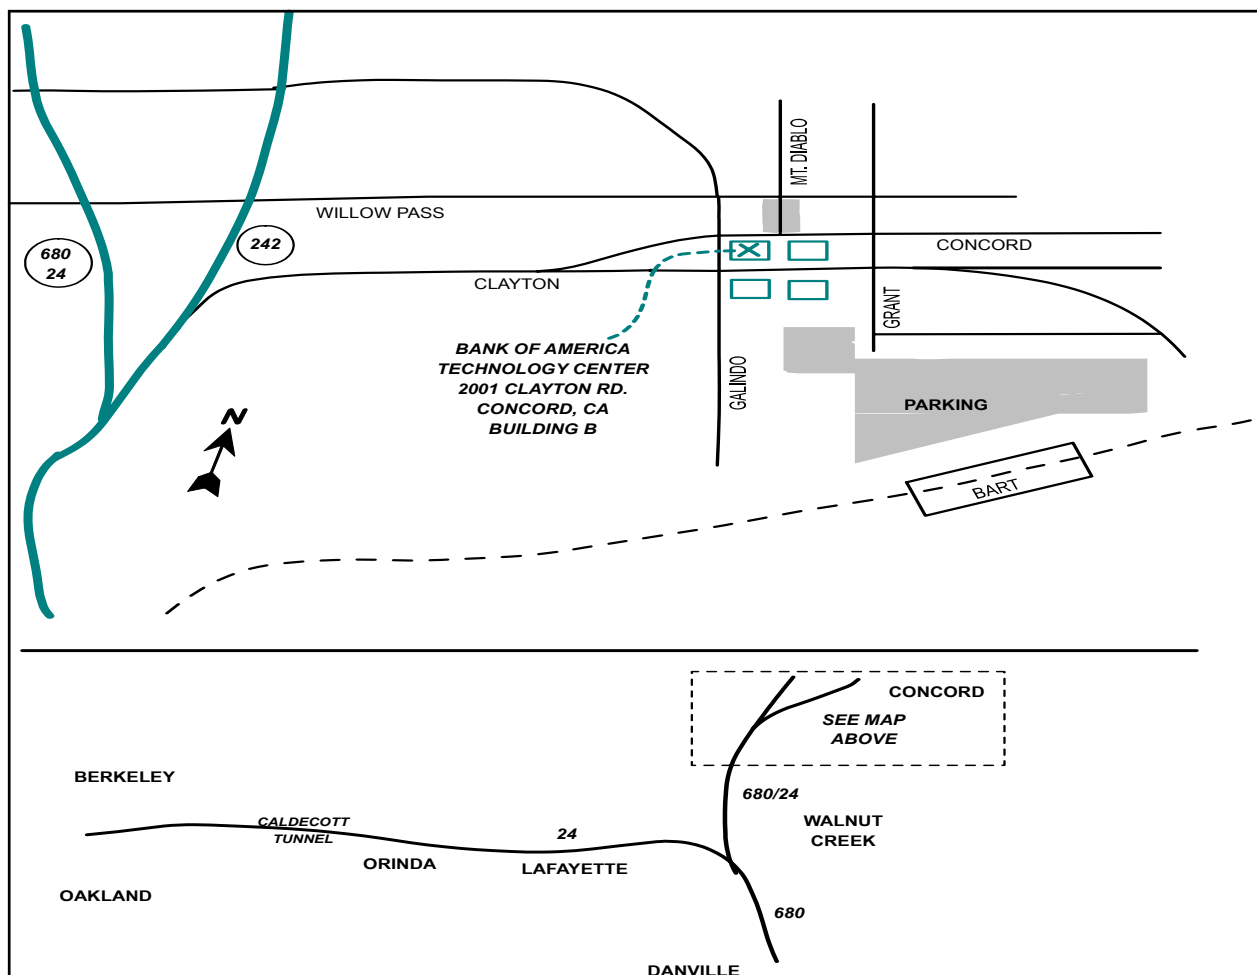 MT. DIABLO
WILLOW PASS
680
24
242
CONCORD
CLAYTON
GRANT
BANK OF AMERICA
TECHNOLOGY CENTER
2001 CLAYTON RD.
CONCORD, CA
BUILDING B
GALINDO
PARKING
N
BART
CONCORD
SEE MAP
ABOVE
BERKELEY
680/24
CALDECOTT
TUNNEL
24
WALNUT
CREEK
ORINDA
LAFAYETTE
OAKLAND
680
DANVILLE